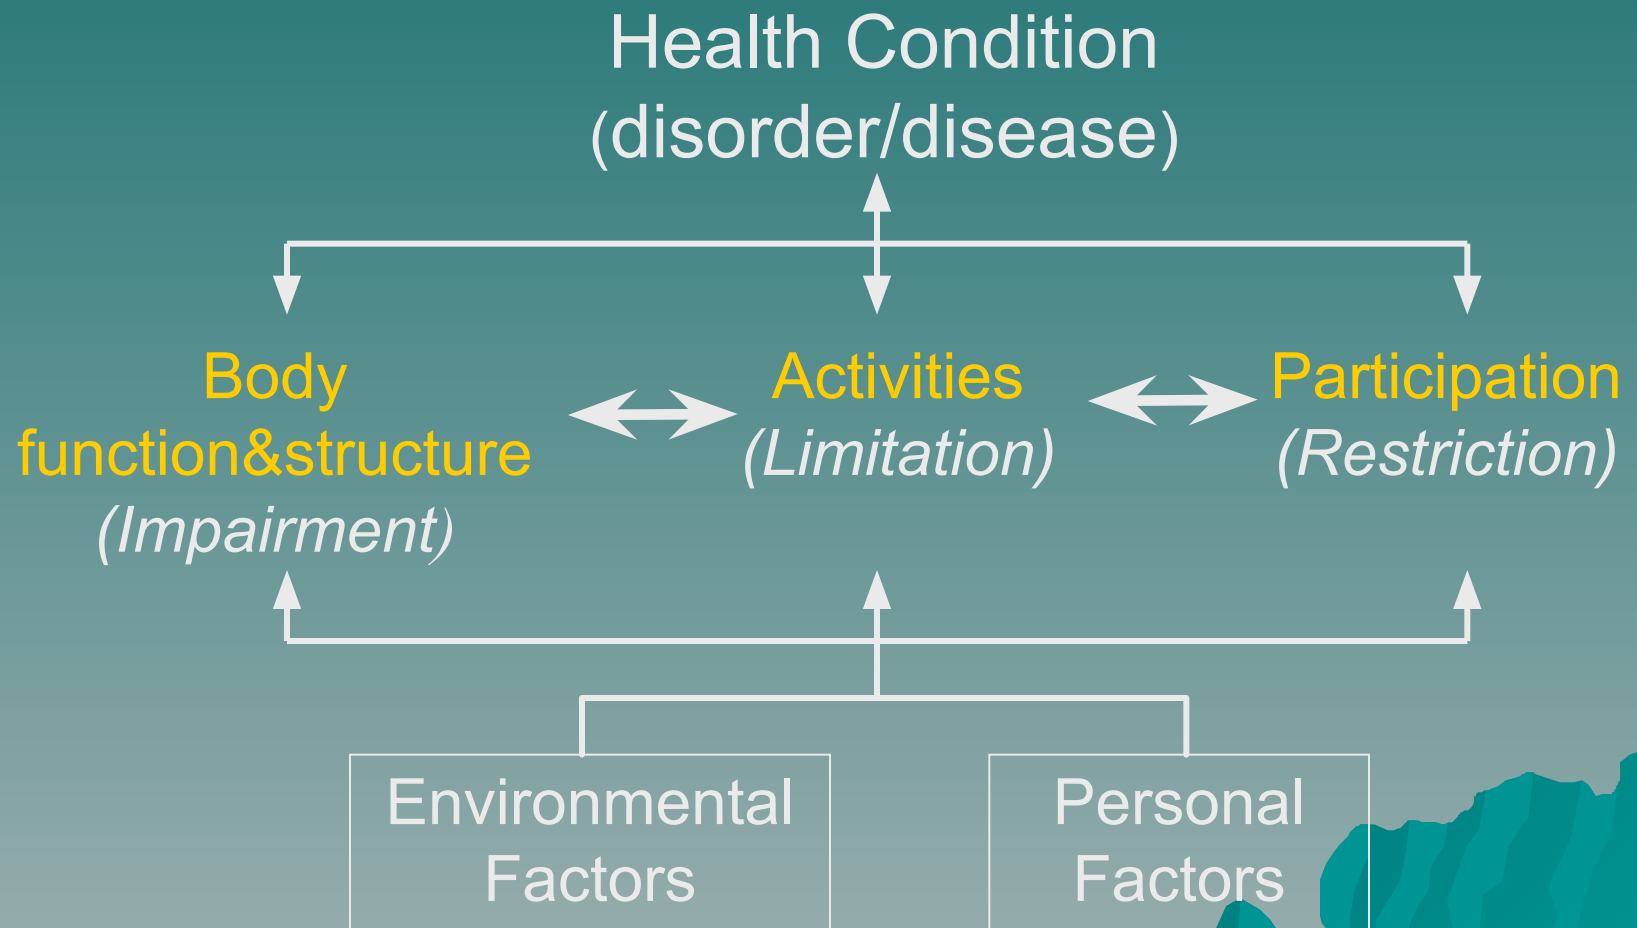 Health Condition
(disorder/disease)
Body
function&structure
(Impairment)
Activities
(Limitation)
Participation
(Restriction)
Environmental
Factors
Personal
Factors